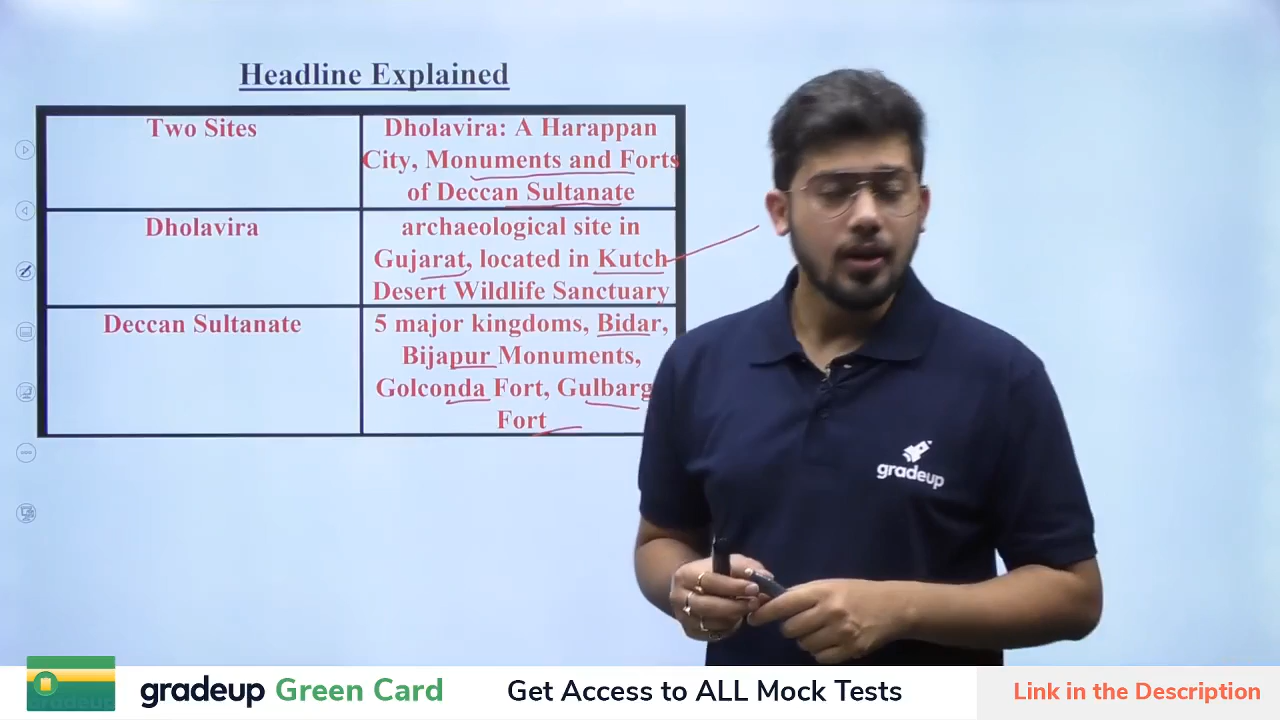 Headline Explained
Two Sites
Dholavira: A Harappan
City, Monuments and Forts
of Deccan Sultanate
Dholavira
archaeological site in
Gujarat, located in Kutch
Desert Wildlife Sanctuary
Deccan Sultanate
5 major kingdoms, Bidar,
Bijapur Monuments,
Golconda Fort, Gulbarg
Fort
gradeup
gradeup Green Card
Get Access to ALL Mock Tests
Link in the Description